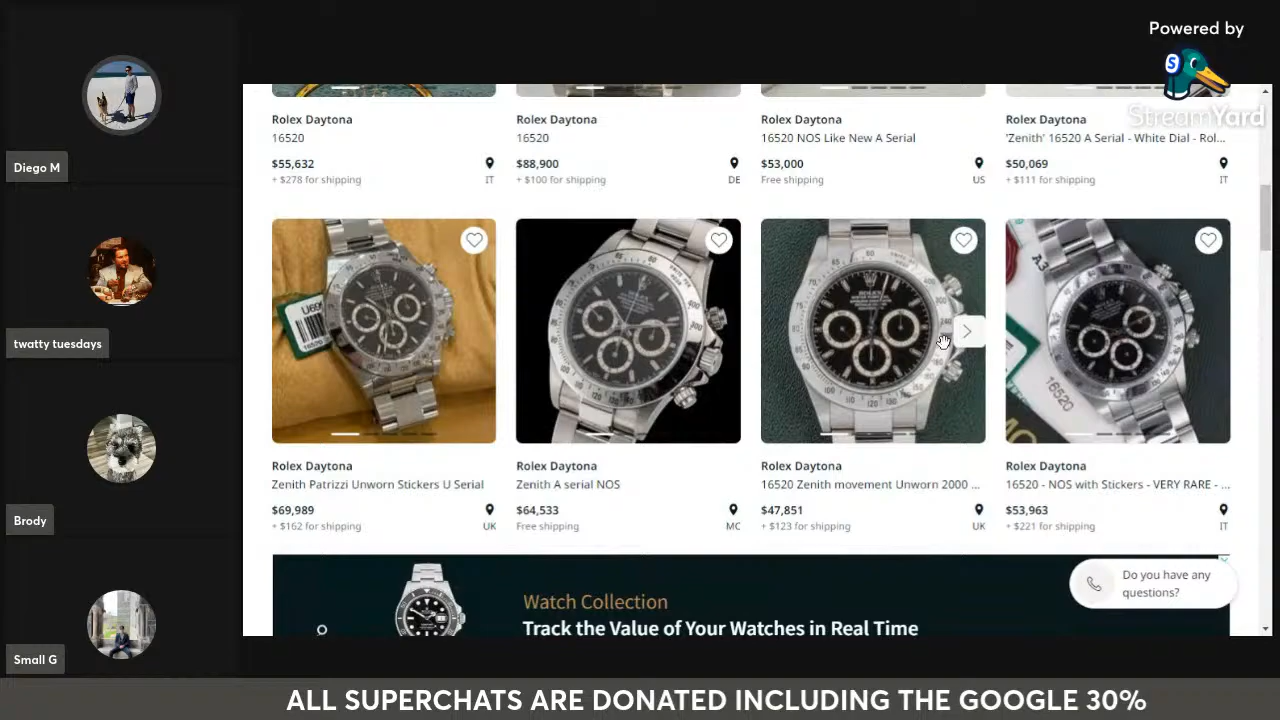 Powered by
S
StreamYard
Diego M
twatty tuesdays
Brody
Small G
Rolex Daytona
16520
$55,632
+ $278 for shipping
IT
Rolex Daytona
16520
$88,900
+ $100 for shipping
DE
Rolex Daytona
16520 NOS Like New A Serial
$53,000
Free shipping
US
Rolex Daytona
'Zenith' 16520 A Serial - White Dial - Rol...
$50,069
+ $111 for shipping
IT
Rolex Daytona
Zenith Patrizzi Unworn Stickers U Serial
$69,989
+ $162 for shipping
UK
Rolex Daytona
Zenith A serial NOS
$64,533
Free shipping
MC
Rolex Daytona
16520 Zenith movement Unworn 2000 ...
$47,851
+ $123 for shipping
UK
16520
Rolex Daytona
16520 - NOS with Stickers - VERY RARE - ...
$53,963
+ $221 for shipping
IT
Watch Collection
Track the Value of Your Watches in Real Time
Do you have any
questions?
ALL SUPERCHATS ARE DONATED INCLUDING THE GOOGLE 30%